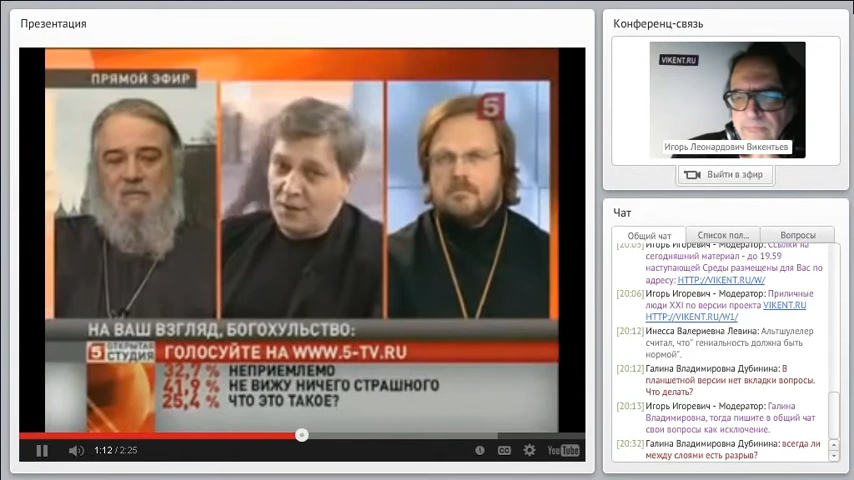 Презентация
ПРЯМОЙ ЭФИР
5
НА ВАШ ВЗГЛЯД, БОГОХУЛЬСТВО:
5 ОТКРЫТАЯ СТУДИЯ
ГОЛОСУЙТЕ НА WWW.5-TV.RU
32,7 % НЕПРИЕМЛЕМО
41,9 % НЕ ВИЖУ НИЧЕГО СТРАШНОГО
25,4 % ЧТО ЭТО ТАКОЕ?
1:12 / 2:25
CC
YouTube
Конференц-связь
VIKENT.RU
Игорь Леонардович Викентьев
Выйти в эфир
Чат
Общий чат
Список пол...
Вопросы
[20:05] Игорь Игоревич - Модератор: Ссылки на
сегодняшний материал - до 19.59
наступающей Среды размещены для Вас по
адресу: HTTP://VIKENT.RU/W/
[20:06] Игорь Игоревич - Модератор: Приличные
люди XXI по версии проекта VIKENT.RU
HTTP://VIKENT.RU/W1/
[20:12] Инесса Валериевна Левина: Альтшулелер
считал, что" гениальность должна быть
нормой".
[20:12] Галина Владимировна Дубинина: В
планшетной версии нет вкладки вопросы.
Что делать?
[20:13] Игорь Игоревич - Модератор: Галина
Владимировна, тогда пишите в общий чат
свои вопросы как исключение.
[20:32] Галина Владимировна Дубинина: всегда ли
между слоями есть разрыв?